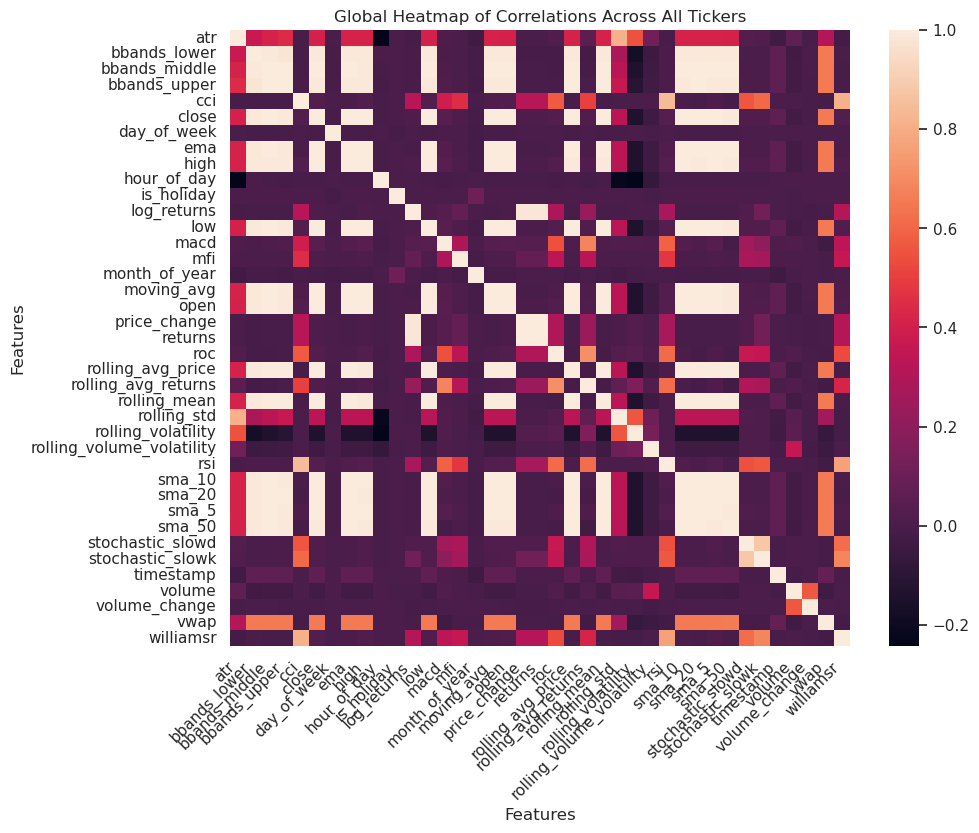 Global Heatmap of Correlations Across All Tickers
Features
atr
bbands_lower
bbands_middle
bbands_upper
cci
close
day_of_week
ema
high
hour_of_day
is_holiday
log_returns
low
macd
mfi
month_of_year
moving_avg
open
price_change
returns
roc
rolling_avg_price
rolling_avg_returns
rolling_mean
rolling_std
rolling_volatility
rolling_volume_volatility
rsi
sma_10
sma_20
sma_5
sma_50
stochastic_slowd
stochastic_slowk
timestamp
volume
volume_change
vwap
williamsr
atr
bbands_lower
bbands_middle
bbands_upper
cci
close
day_of_week
ema
high
hour_of_day
is_holiday
log_returns
low
macd
mfi
month_of_year
moving_avg
open
price_change
returns
roc
rolling_avg_price
rolling_avg_returns
rolling_mean
rolling_std
rolling_volatility
rolling_volume_volatility
rsi
sma_10
sma_20
sma_5
sma_50
stochastic_slowd
stochastic_slowk
timestamp
volume
volume_change
vwap
williamsr
Features
1.0
0.8
0.6
0.4
0.2
0.0
−0.2